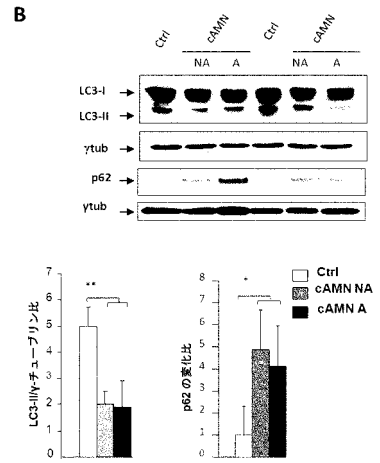 B
Ctrl cAMN Ctrl cAMN
NA A NA A
LC3-I
LC3-II
γtub
p62
γtub
LC3-II/γ-チューブリン比
7
6
5
4
3
2
1
0
**
p62 の変化比
8
7
6
5
4
3
2
1
0
*
Ctrl
cAMN NA
cAMN A